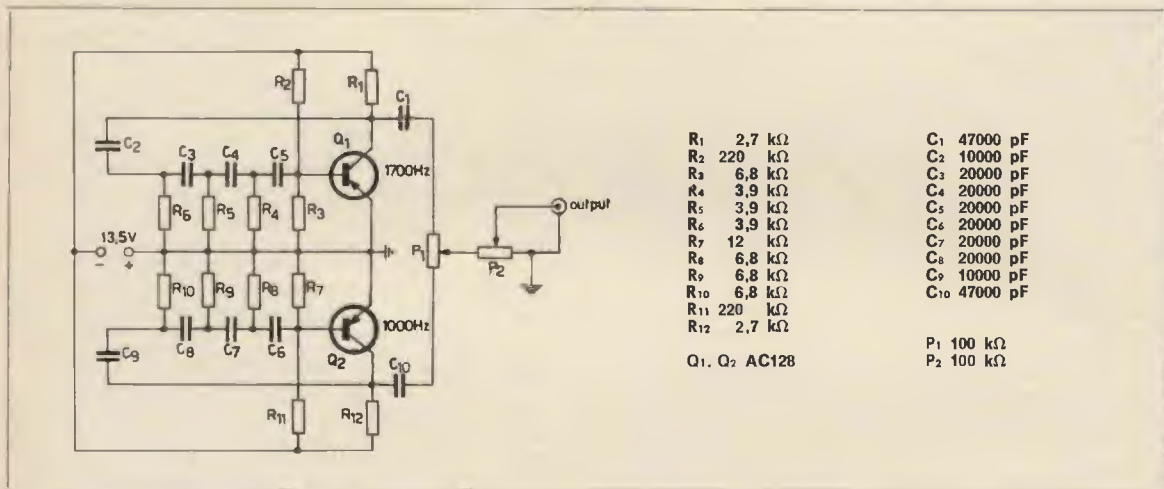 R2
R1
C1
C2
Q1
C3 C4 C5
1700Hz
R6 R5 R4 R3
output
13,5V
- +
P1
P2
R10 R9 R8 R7
1000Hz
C8 C7 C6
C9
Q2
C10
R11 R12
R1 2,7 kΩ
R2 220 kΩ
R3 6,8 kΩ
R4 3,9 kΩ
R5 3,9 kΩ
R6 3,9 kΩ
R7 12 kΩ
R8 6,8 kΩ
R9 6,8 kΩ
R10 6,8 kΩ
R11 220 kΩ
R12 2,7 kΩ
Q1. Q2 AC128
C1 47000 pF
C2 10000 pF
C3 20000 pF
C4 20000 pF
C5 20000 pF
C6 20000 pF
C7 20000 pF
C8 20000 pF
C9 10000 pF
C10 47000 pF
P1 100 kΩ
P2 100 kΩ